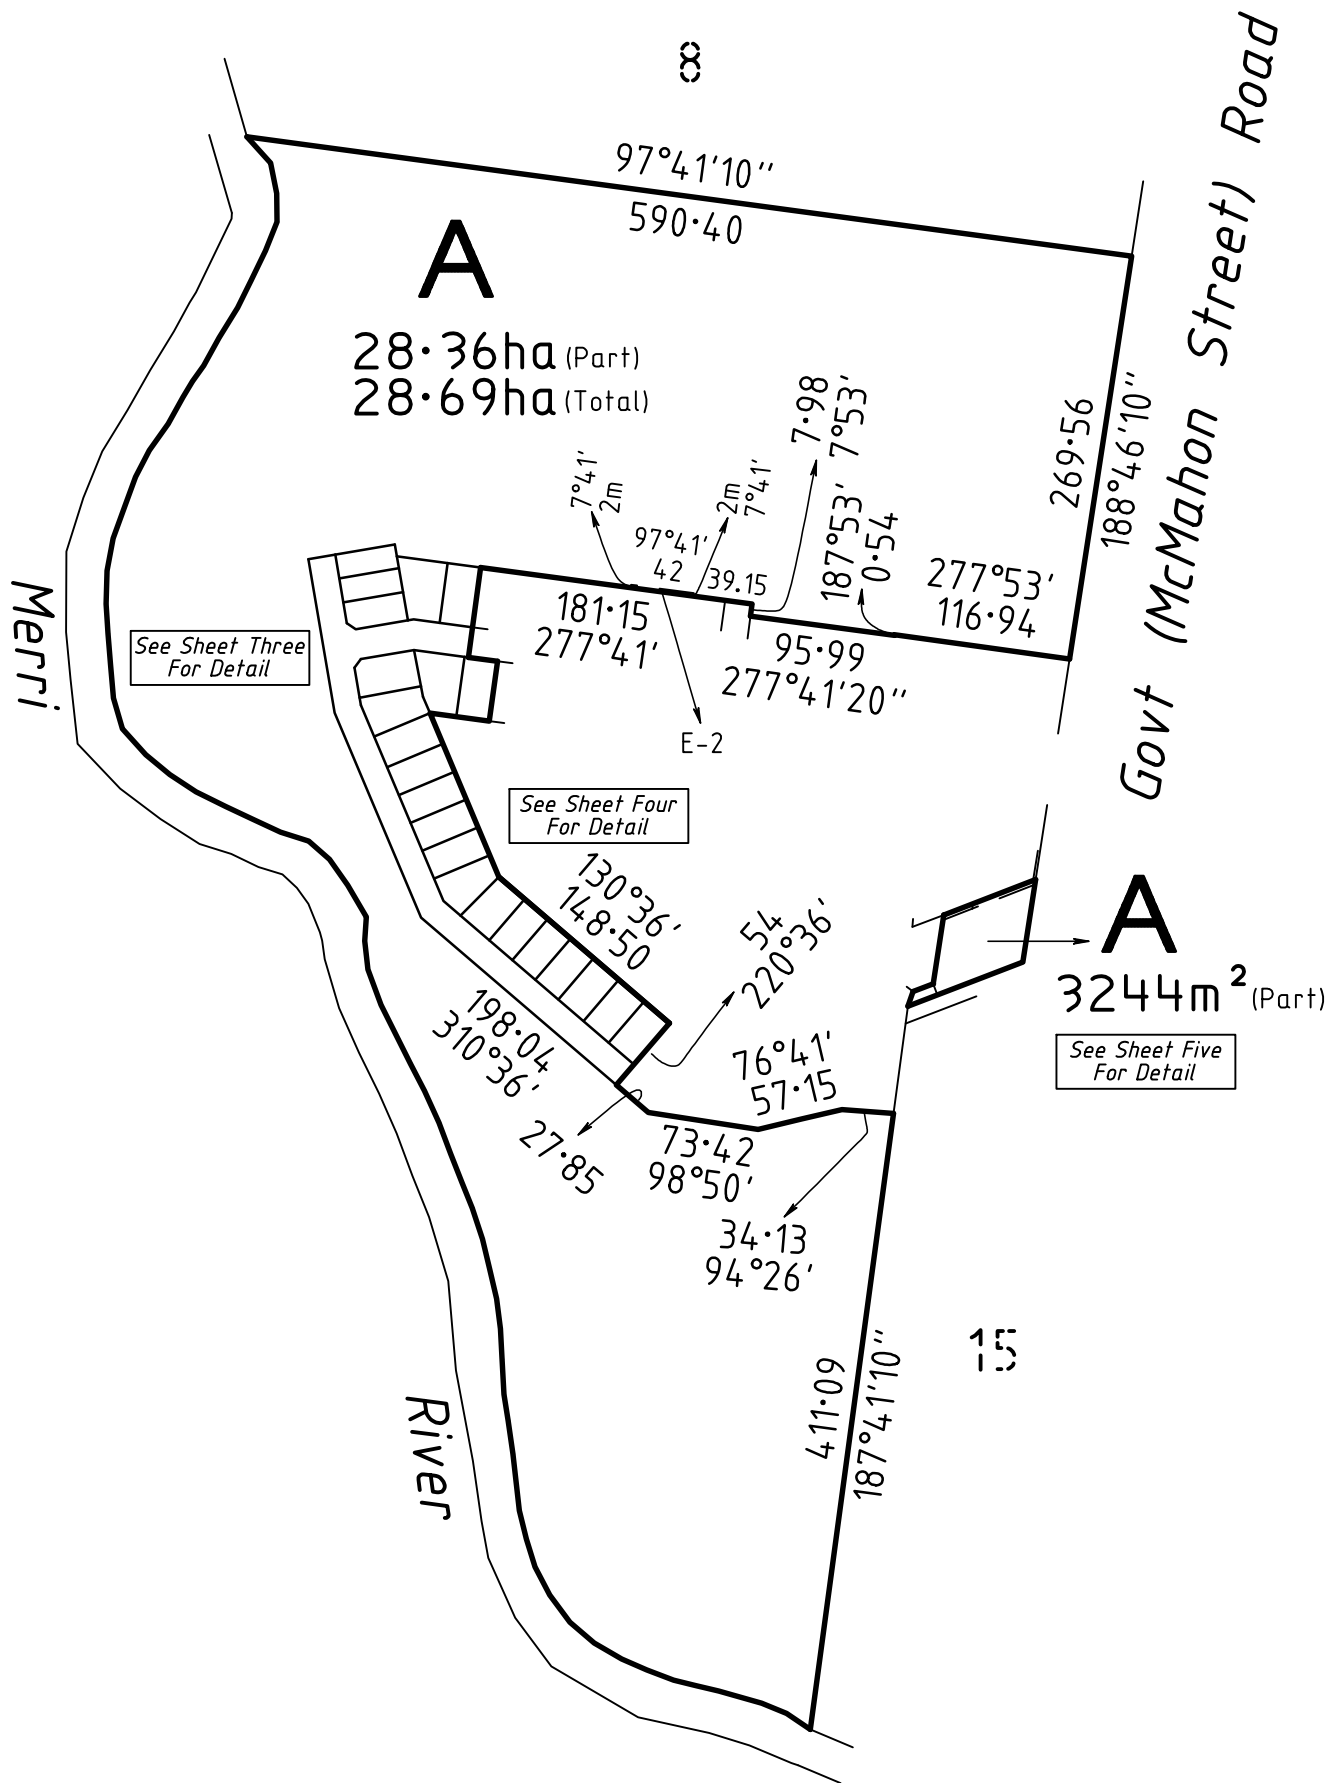 8
Govt (McMahon Street) Road
97°41'10''
590·40
A
28·36ha (Part)
28·69ha (Total)
269·56
188°46'10''
7·98
7°53'
7°41'
2m
2m
7°41'
97°41'
42
39.15
187°53'
0·54
277°53'
116·94
181·15
277°41'
95·99
277°41'20''
E-2
Merri
See Sheet Three
For Detail
See Sheet Four
For Detail
130°36'
148·50
54
220°36'
A
3244m²(Part)
See Sheet Five
For Detail
198·04
310°36'
76°41'
57·15
27·85
73·42
98°50'
34·13
94°26'
15
411·09
187°41'10''
River